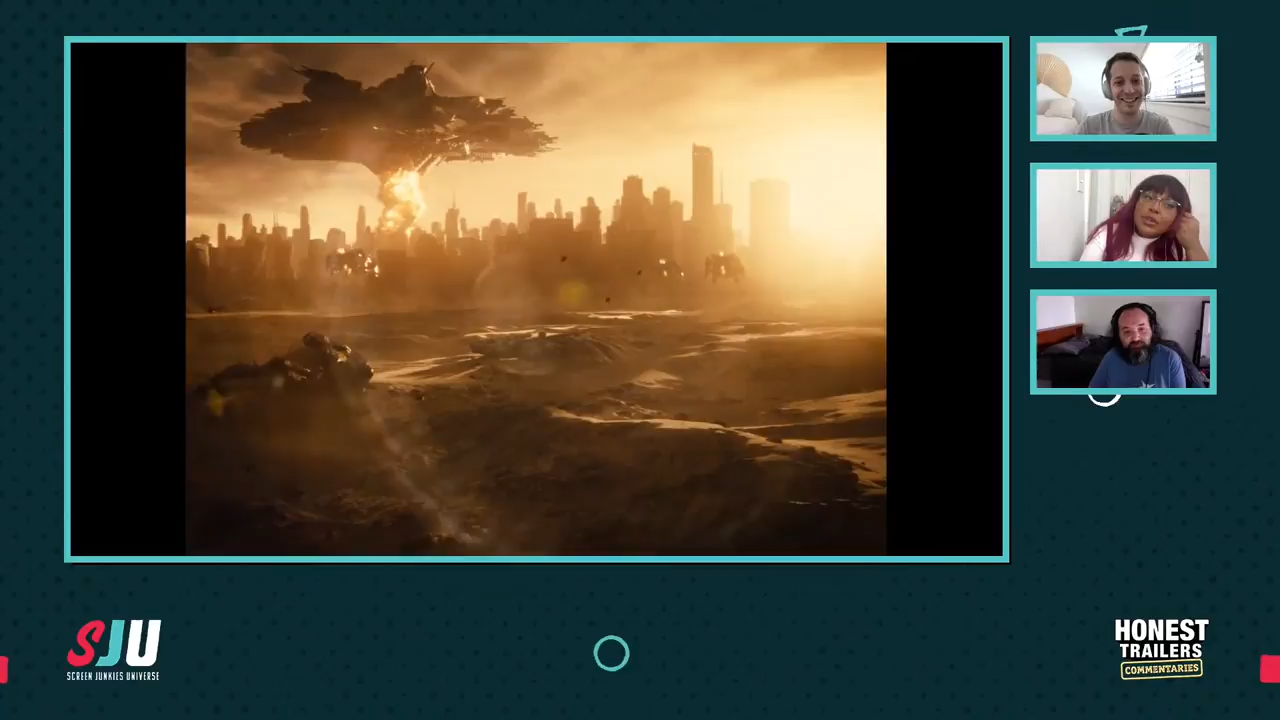 SJU
SCREEN JUNKIES UNIVERSE
HONEST
TRAILERS
COMMENTARIES